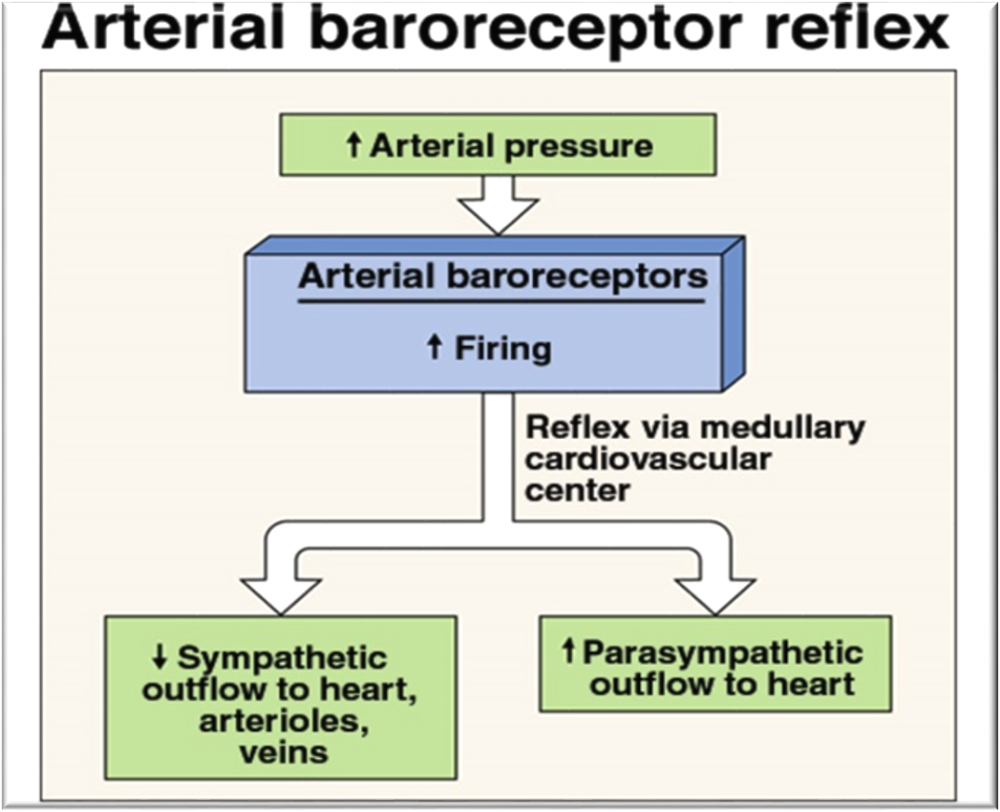 Arterial baroreceptor reflex
↑ Arterial pressure
Arterial baroreceptors
↑ Firing
Reflex via medullary
cardiovascular
center
↓ Sympathetic
outflow to heart,
arterioles,
veins
↑ Parasympathetic
outflow to heart